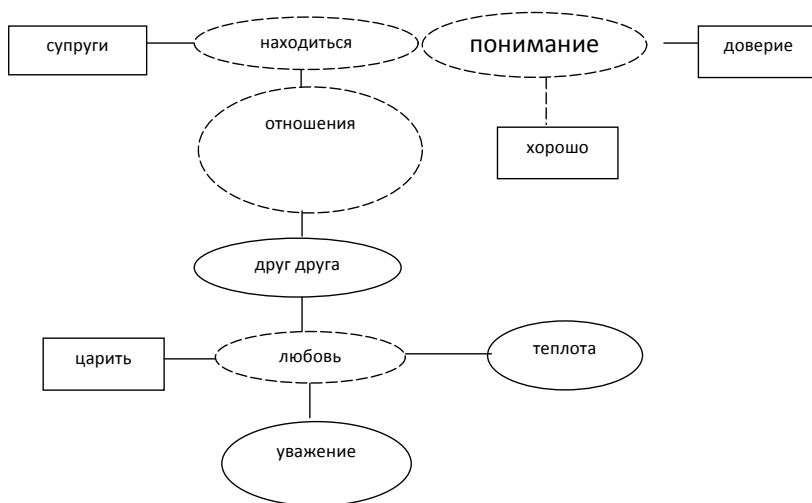 супруги
находиться
понимание
доверие
отношения
хорошо
друг друга
царить
любовь
теплота
уважение